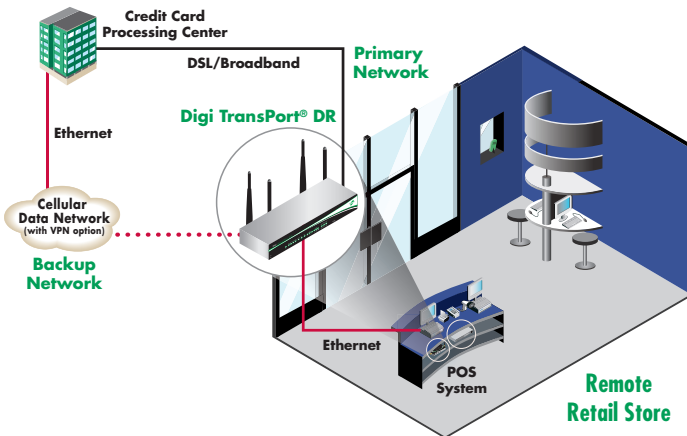 Credit Card
Processing Center
DSL/Broadband
Primary
Network
Digi TransPort® DR
Ethernet
Cellular
Data Network
(with VPN option)
Backup
Network
Ethernet
POS
System
Remote
Retail Store